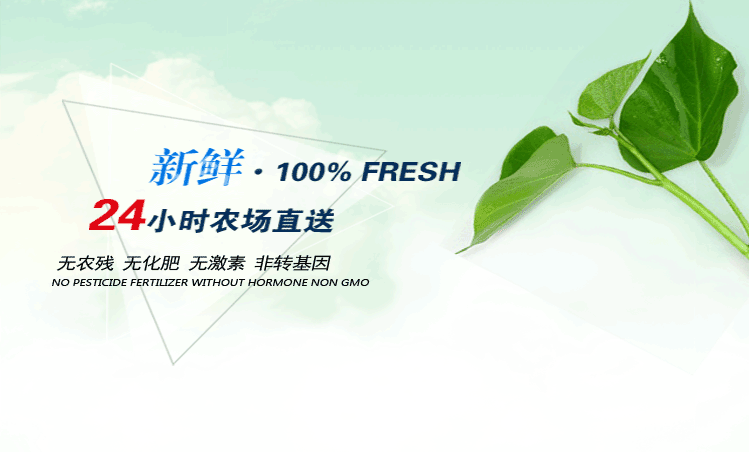 新鲜·100% FRESH
24小时农场直送
无农残 无化肥 无激素 非转基因
NO PESTICIDE FERTILIZER WITHOUT HORMONE NON GMO